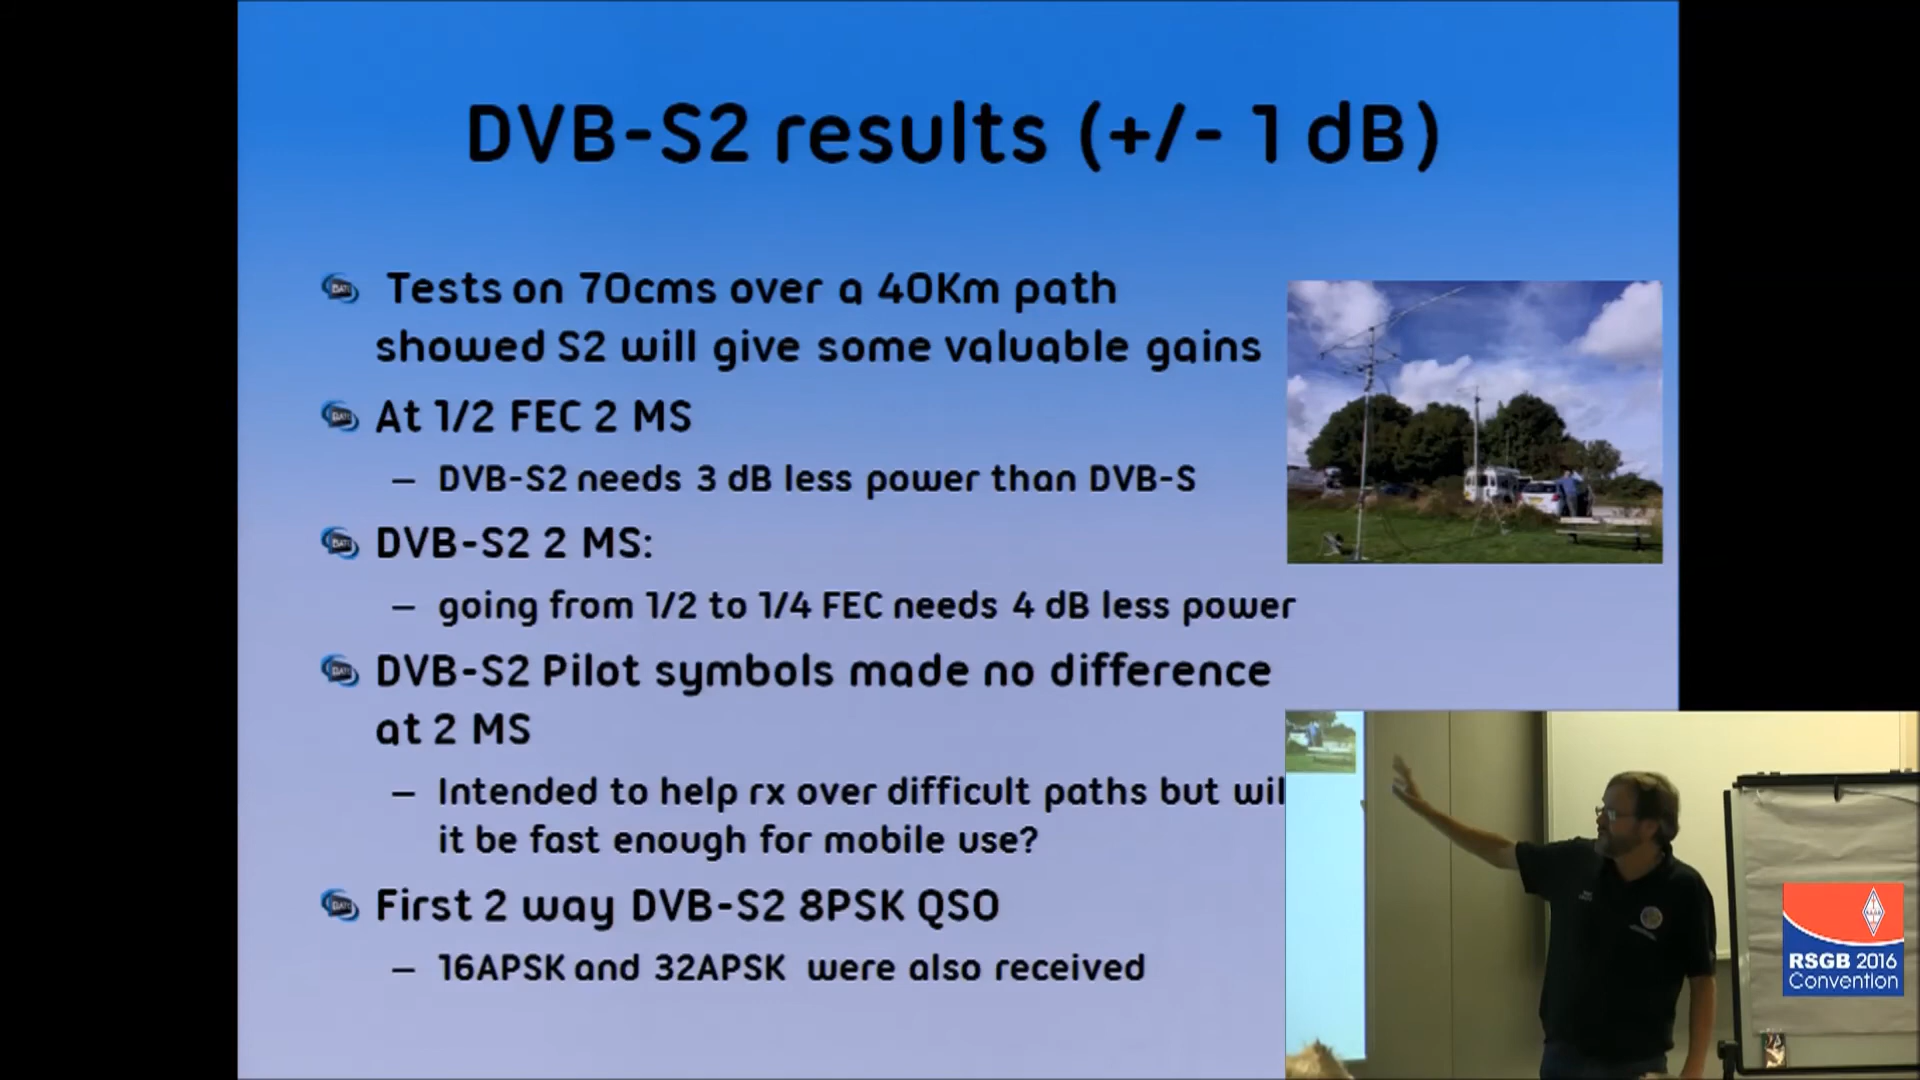 DVB-S2 results (+/- 1 dB)
Tests on 70cms over a 40Km path
showed S2 will give some valuable gains
At 1/2 FEC 2 MS
– DVB-S2 needs 3 dB less power than DVB-S
DVB-S2 2 MS:
– going from 1/2 to 1/4 FEC needs 4 dB less power
DVB-S2 Pilot symbols made no difference
at 2 MS
– Intended to help rx over difficult paths but wil
it be fast enough for mobile use?
First 2 way DVB-S2 8PSK QSO
– 16APSK and 32APSK were also received
RSGB 2016
Convention